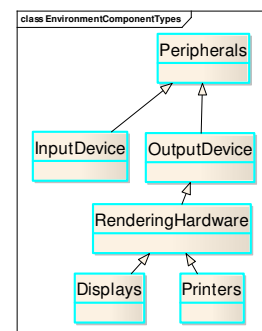 class EnvironmentComponentTypes
Peripherals
InputDevice
OutputDevice
RenderingHardware
Displays
Printers